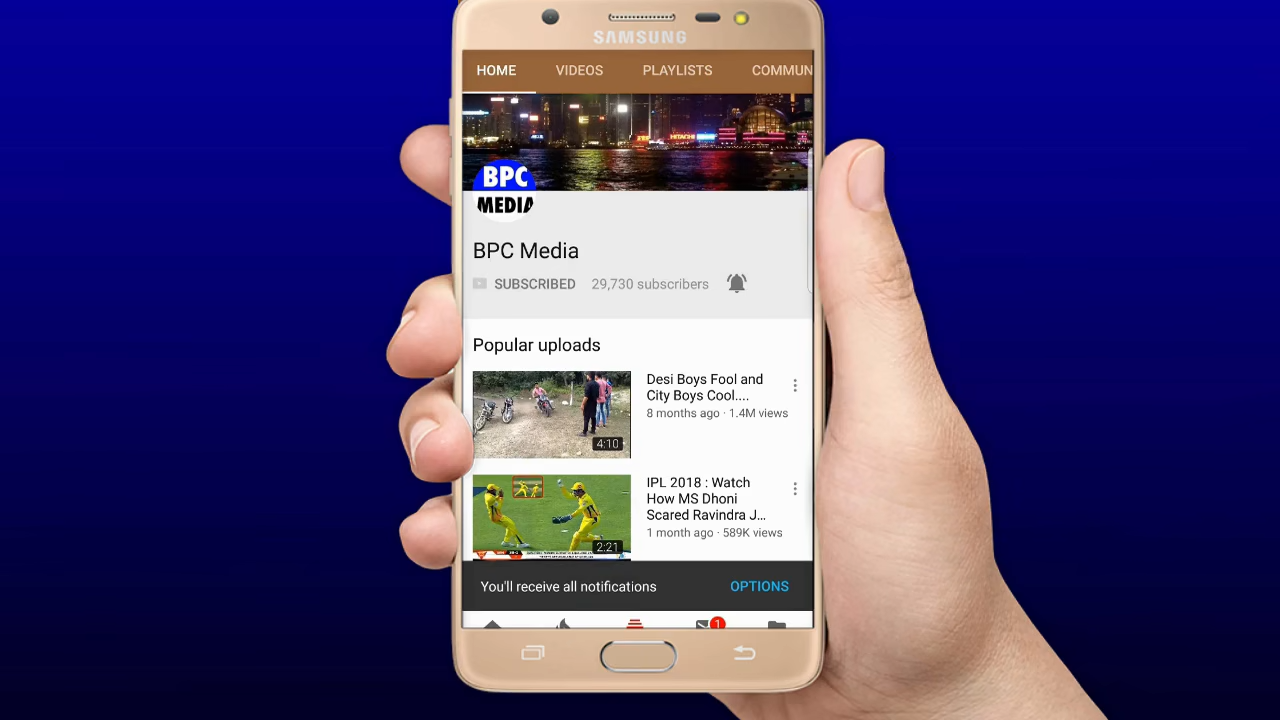 SAMSUNG
HOME VIDEOS PLAYLISTS COMMUN
HITACHI
BPC
MEDIA
BPC Media
SUBSCRIBED 29,730 subscribers
Popular uploads
Desi Boys Fool and
City Boys Cool....
8 months ago · 1.4M views
4:10
IPL 2018 : Watch
How MS Dhoni
Scared Ravindra J...
1 month ago · 589K views
2:21
You'll receive all notifications OPTIONS
1